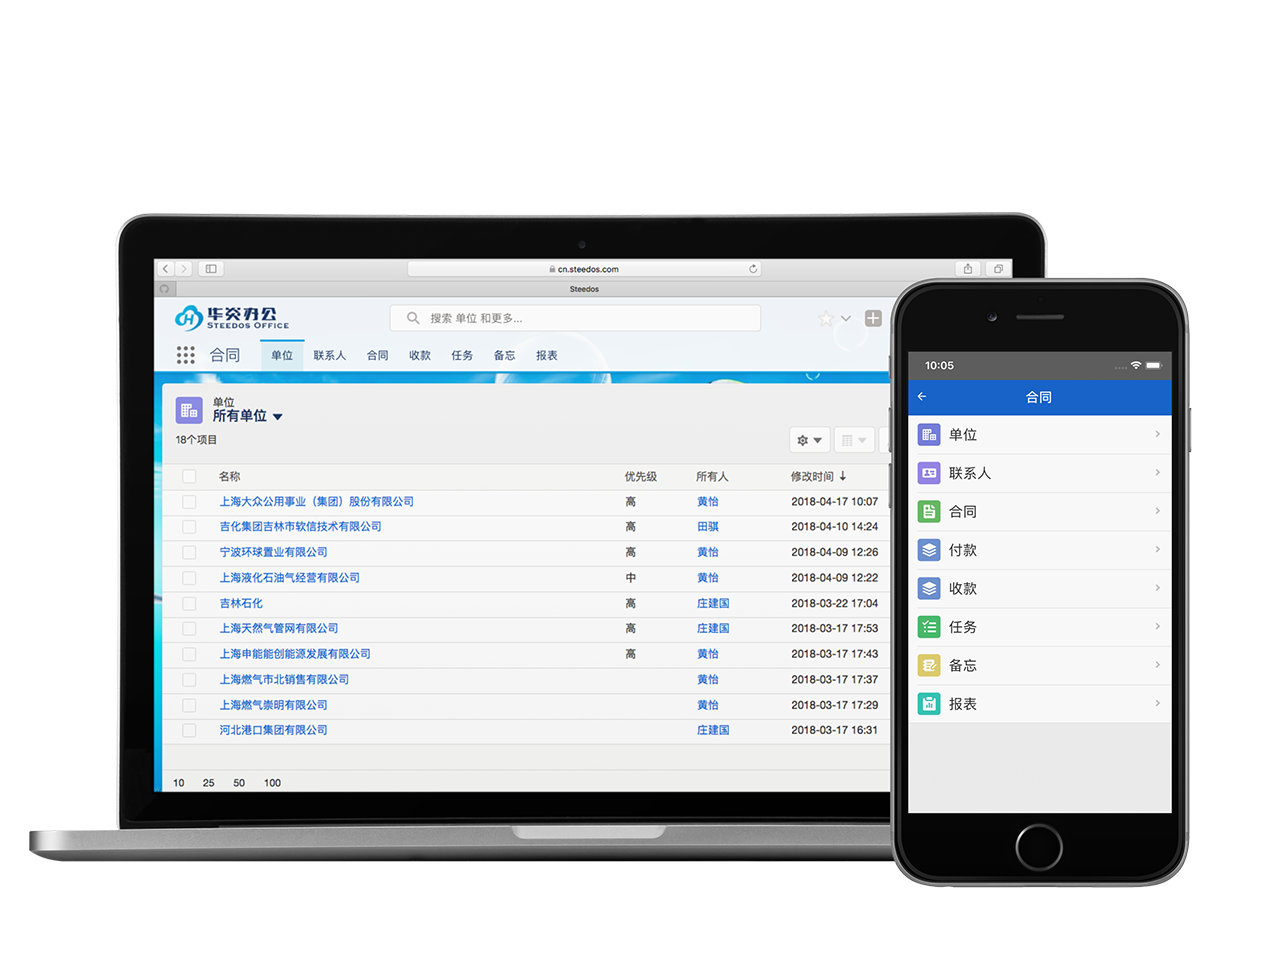 cn.steedos.com
Steedos
华炎办公
STEEDOS OFFICE
搜索 单位 和更多...
合同 单位 联系人 合同 收款 任务 备忘 报表
单位
所有单位
18个项目
名称 优先级 所有人 修改时间
上海大众公用事业（集团）股份有限公司 高 黄怡 2018-04-17 10:07
吉化集团吉林市软信技术有限公司 高 田骐 2018-04-10 14:24
宁波环球置业有限公司 高 黄怡 2018-04-09 12:26
上海液化石油气经营有限公司 中 黄怡 2018-04-09 12:22
吉林石化 高 庄建国 2018-03-22 17:04
上海天然气管网有限公司 高 庄建国 2018-03-17 17:53
上海申能能创能源发展有限公司 高 黄怡 2018-03-17 17:43
上海燃气市北销售有限公司 黄怡 2018-03-17 17:37
上海燃气崇明有限公司 黄怡 2018-03-17 17:29
河北港口集团有限公司 庄建国 2018-03-17 16:31
10 25 50 100
10:05
合同
单位
联系人
合同
付款
收款
任务
备忘
报表